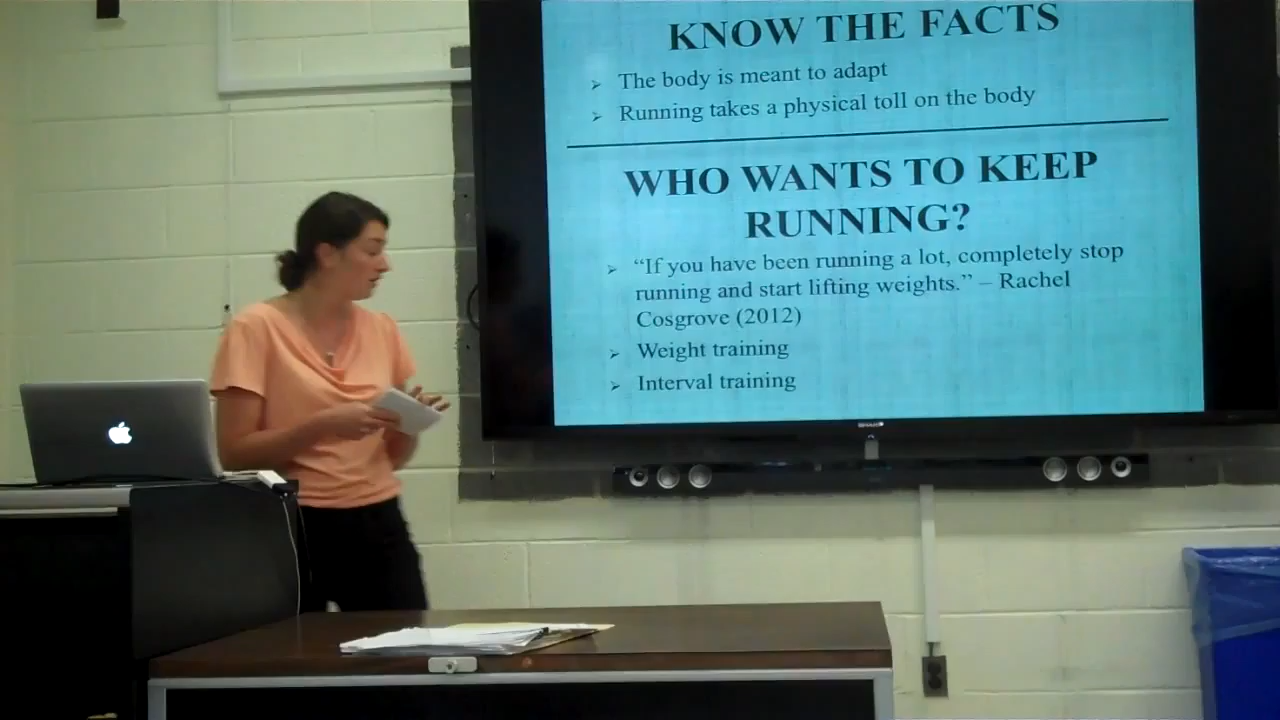 KNOW THE FACTS
➢ The body is meant to adapt
➢ Running takes a physical toll on the body
WHO WANTS TO KEEP
RUNNING?
➢ “If you have been running a lot, completely stop
running and start lifting weights.” – Rachel
Cosgrove (2012)
➢ Weight training
➢ Interval training
SHARP